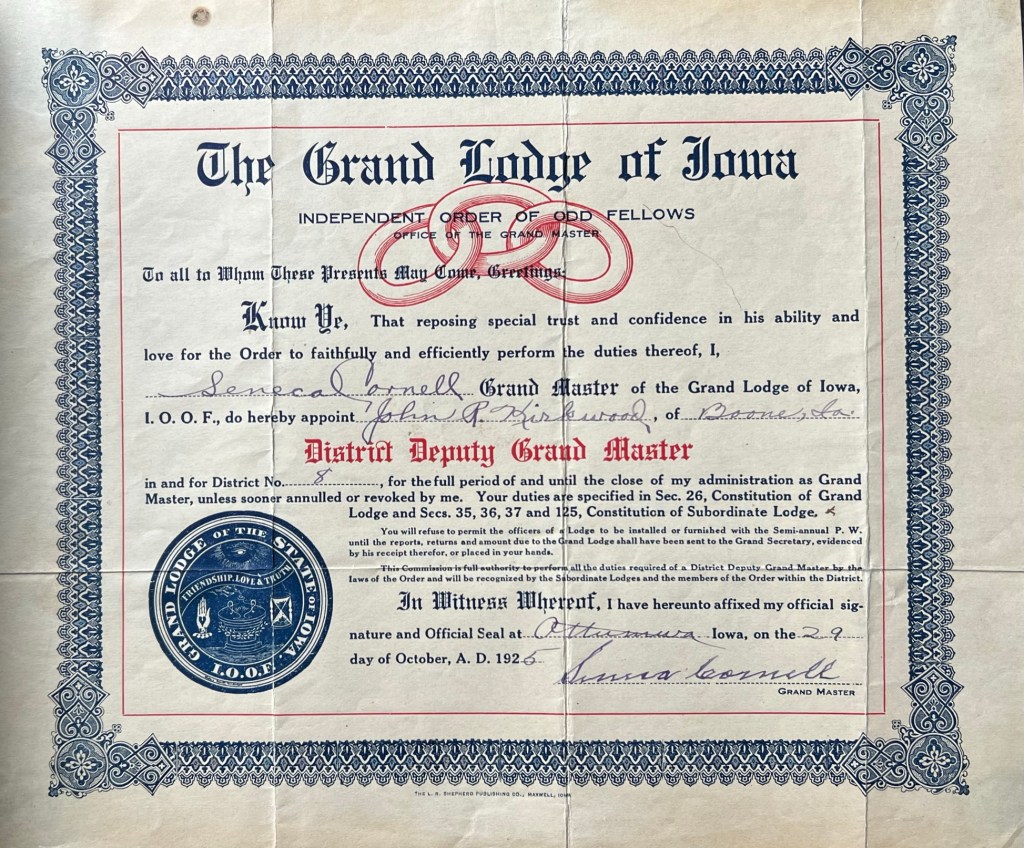 The Grand Lodge of Iowa
INDEPENDENT ORDER OF ODD FELLOWS
OFFICE OF THE GRAND MASTER
To all to Whom These Presents May Come, Greetings:
Know Ye, That reposing special trust and confidence in his ability and
love for the Order to faithfully and efficiently perform the duties thereof, I,
Seneca Cornell Grand Master of the Grand Lodge of Iowa,
I. O. O. F., do hereby appoint John R. Kirkwood, of Boone, Ia.
District Deputy Grand Master
in and for District No. 8, for the full period of and until the close of my administration as Grand
Master, unless sooner annulled or revoked by me. Your duties are specified in Sec. 26, Constitution of Grand
Lodge and Secs. 35, 36, 37 and 125, Constitution of Subordinate Lodge.
You will refuse to permit the officers of a Lodge to be installed or furnished with the Semi-annual P. W.
until the reports, returns and amount due to the Grand Lodge shall have been sent to the Grand Secretary, evidenced
by his receipt therefor, or placed in your hands.
This Commission is full authority to perform all the duties required of a District Deputy Grand Master by the
laws of the Order and will be recognized by the Subordinate Lodges and the members of the Order within the District.
In Witness Whereof, I have hereunto affixed my official sig-
nature and Official Seal at Ottumwa Iowa, on the 29
day of October, A. D. 1925
Seneca Cornell
GRAND MASTER
GRAND LODGE OF THE STATE OF IOWA.
I.O.O.F.
FRIENDSHIP, LOVE & TRUTH
THE L. S. SHEPHERD PUBLISHING CO., MAXWELL, IOWA